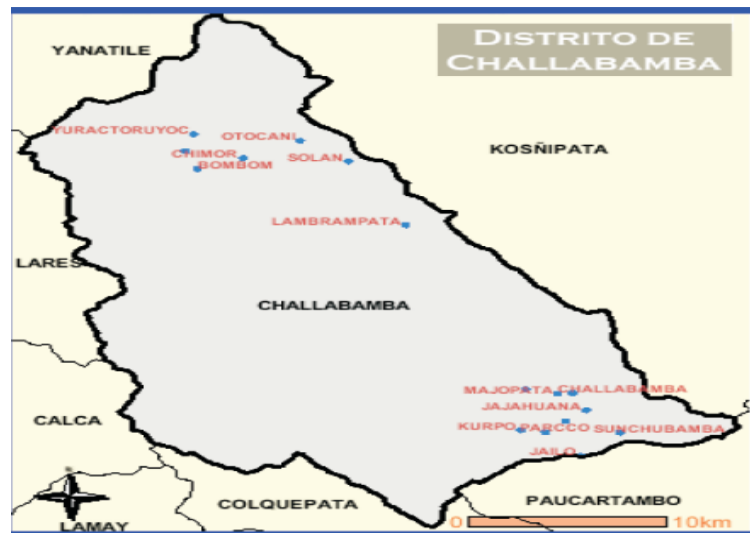 DISTRITO DE
CHALLABAMBA
YANATILE
YURACTORUYOC
OTOCANI
KOSÑIPATA
CHIMOR
SOLAN
BOMBOM
LAMBRAMPATA
LARES
CHALLABAMBA
MAJOPATA
CHALLABAMBA
JAJAHUANA
CALCA
KURPO
PARCCO
SUNCHUBAMBA
JAILO
COLQUEPATA
PAUCARTAMBO
LAMAY
0
10km